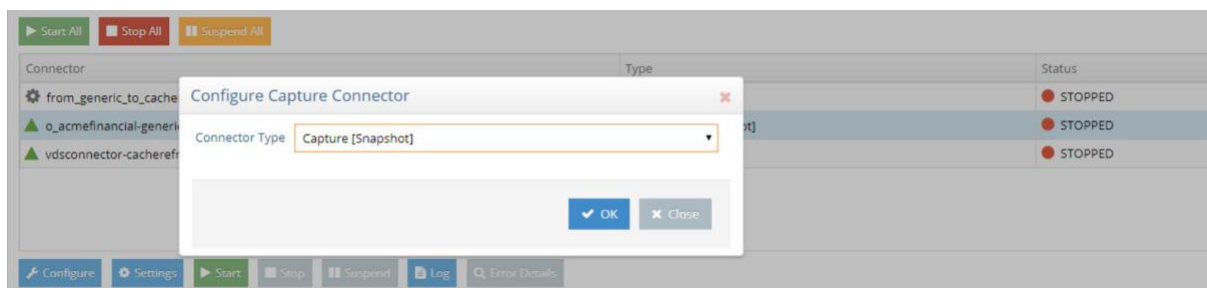 Start All Stop All Suspend All
Connector Type Status
from_generic_to_cache STOPPED
Configure Capture Connector
o_acmefinancial-generi ot] STOPPED
Connector Type Capture [Snapshot]
vdsconnector-cacherefr STOPPED
OK Close
Configure Settings Start Stop Suspend Log Error Details